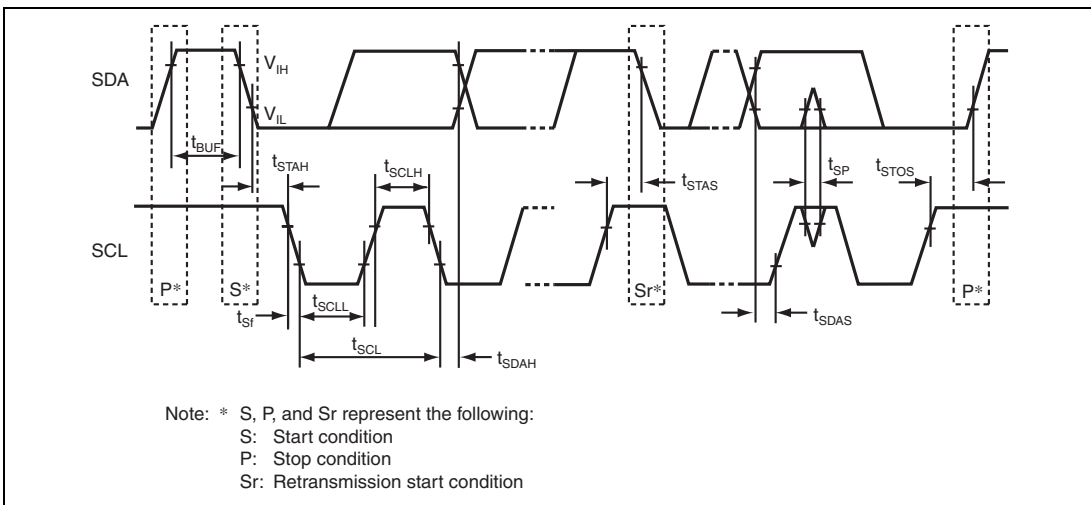 SDA
V_IH
V_IL
t_BUF
t_STAH
t_SCLH
t_STAS
t_SP
t_STOS
SCL
P*
S*
Sr*
P*
t_Sf
t_SCLL
t_SCL
t_SDAH
t_SDAS
Note: * S, P, and Sr represent the following:
S: Start condition
P: Stop condition
Sr: Retransmission start condition